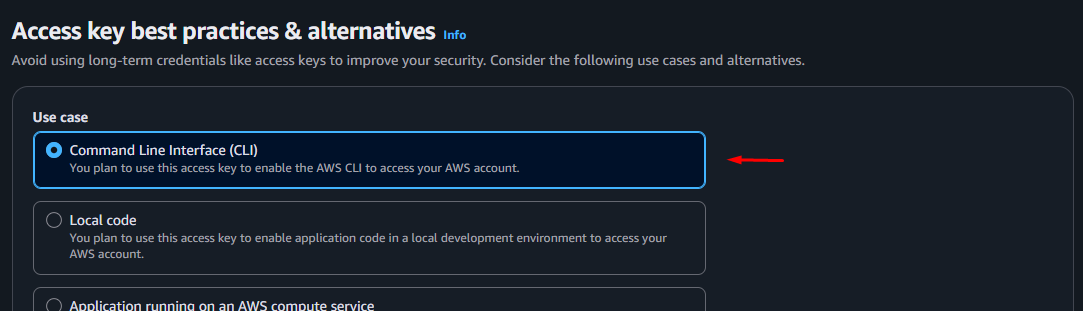 Access key best practices & alternatives Info
Avoid using long-term credentials like access keys to improve your security. Consider the following use cases and alternatives.
Use case
Command Line Interface (CLI)
You plan to use this access key to enable the AWS CLI to access your AWS account.
Local code
You plan to use this access key to enable application code in a local development environment to access your
AWS account.
Application running on an AWS compute service